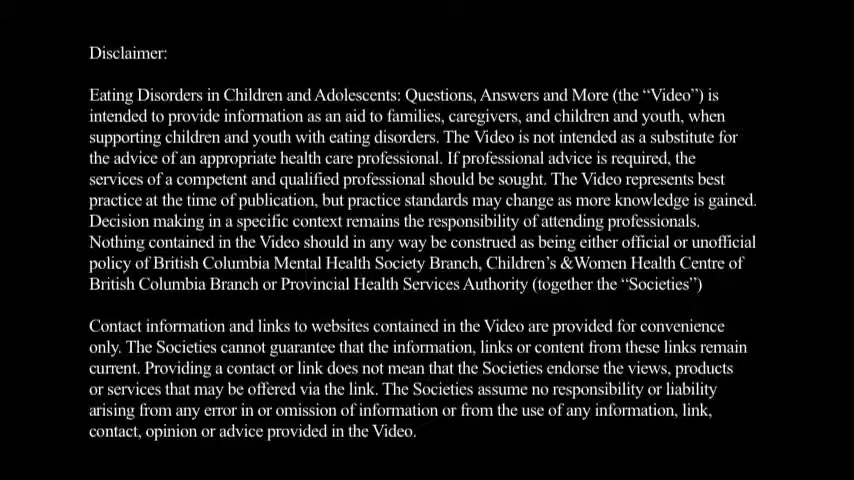 Disclaimer:
Eating Disorders in Children and Adolescents: Questions, Answers and More (the “Video”) is
intended to provide information as an aid to families, caregivers, and children and youth, when
supporting children and youth with eating disorders. The Video is not intended as a substitute for
the advice of an appropriate health care professional. If professional advice is required, the
services of a competent and qualified professional should be sought. The Video represents best
practice at the time of publication, but practice standards may change as more knowledge is gained.
Decision making in a specific context remains the responsibility of attending professionals.
Nothing contained in the Video should in any way be construed as being either official or unofficial
policy of British Columbia Mental Health Society Branch, Children’s &Women Health Centre of
British Columbia Branch or Provincial Health Services Authority (together the “Societies”)
Contact information and links to websites contained in the Video are provided for convenience
only. The Societies cannot guarantee that the information, links or content from these links remain
current. Providing a contact or link does not mean that the Societies endorse the views, products
or services that may be offered via the link. The Societies assume no responsibility or liability
arising from any error in or omission of information or from the use of any information, link,
contact, opinion or advice provided in the Video.